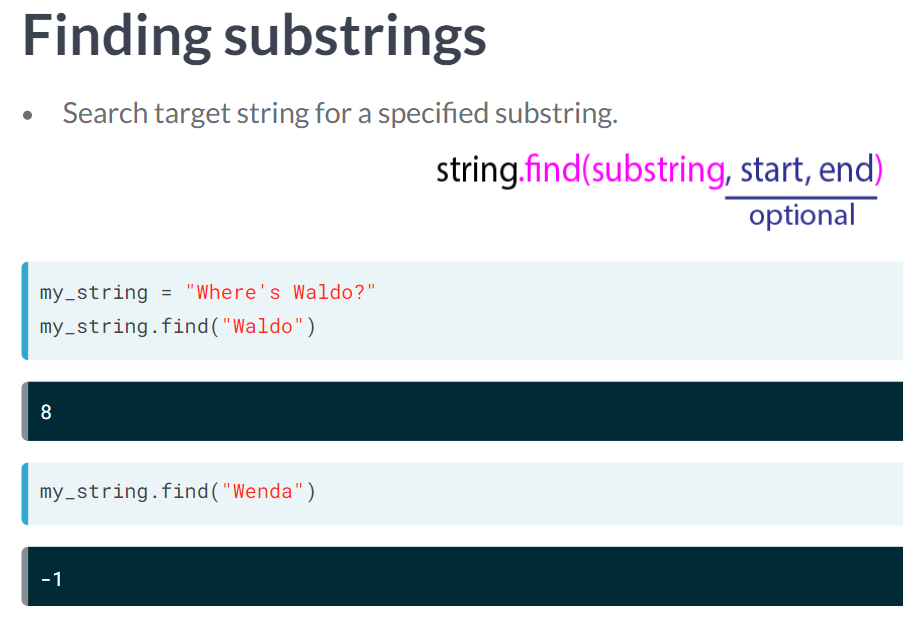 Finding substrings
• Search target string for a specified substring.
string.find(substring, start, end)
optional
my_string = "Where's Waldo?"
my_string.find("Waldo")
8
my_string.find("Wenda")
-1